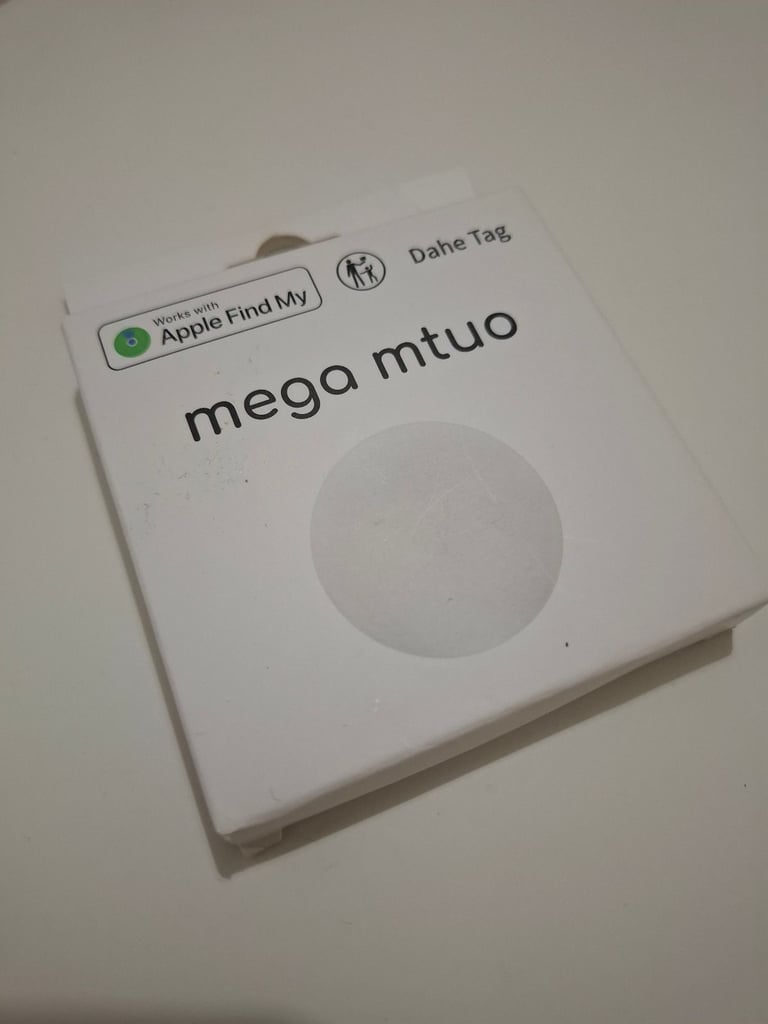 Works with
Apple Find My
Dahe Tag
mega mtuo